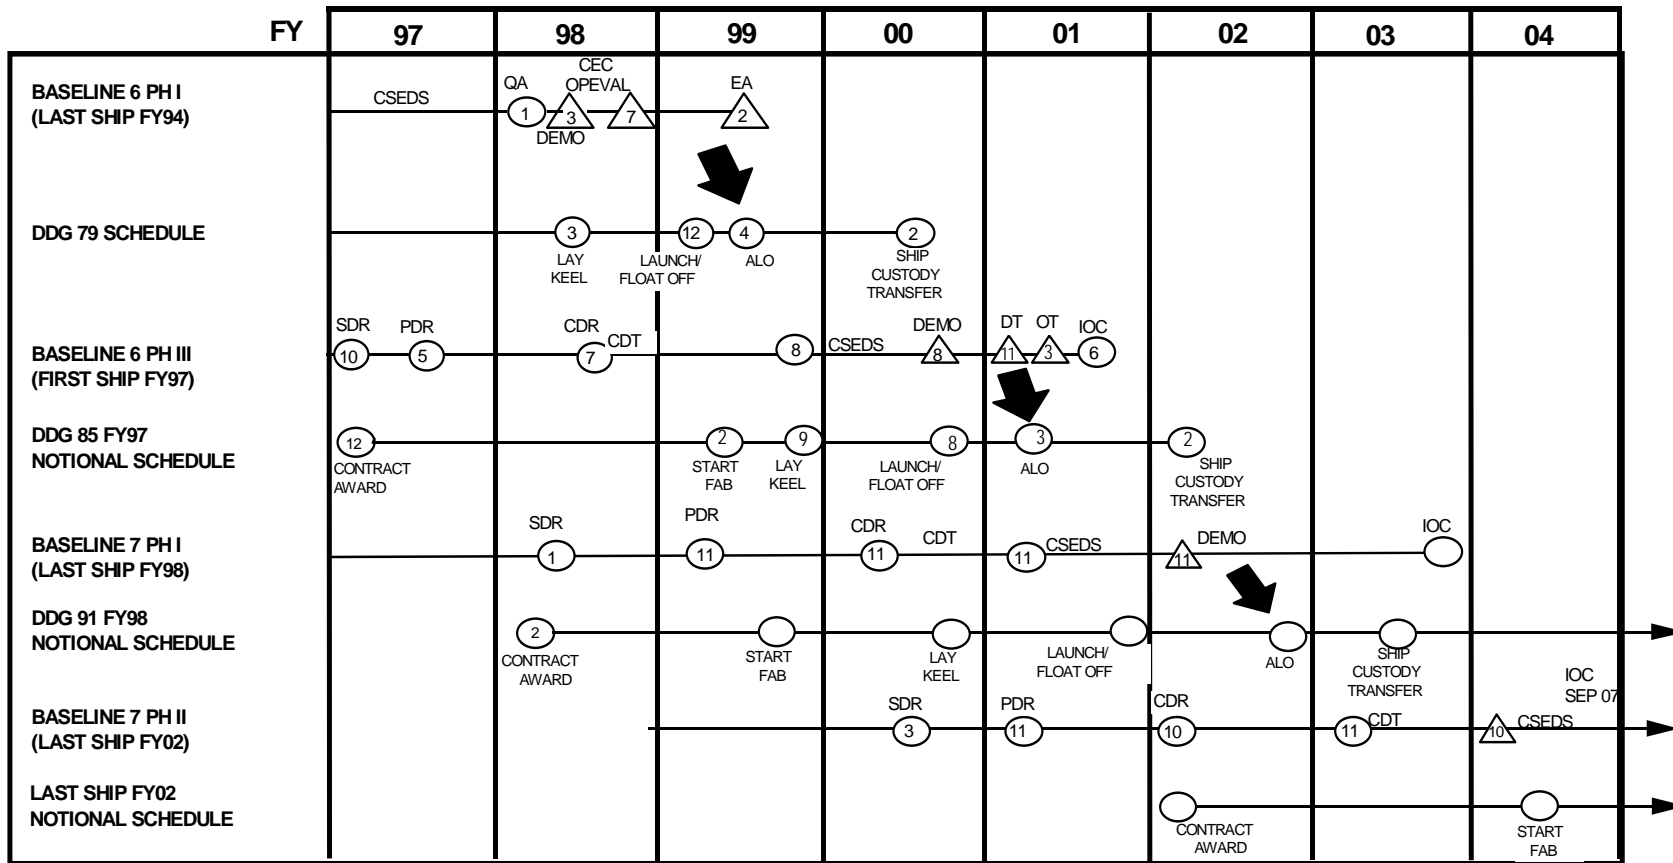 FY 97 98 99 00 01 02 03 04
CEC
QA OPEVAL EA
BASELINE 6 PH I
(LAST SHIP FY94)
CSEDS
1 3 7 2
DEMO
DDG 79 SCHEDULE
3 12 4 2
LAY
KEEL
LAUNCH/
FLOAT OFF
ALO
SHIP
CUSTODY
TRANSFER
SDR PDR CDR CDT DEMO DT OT IOC
BASELINE 6 PH III
(FIRST SHIP FY97)
10 5 7 8 CSEDS 8 11 3 6
DDG 85 FY97
NOTIONAL SCHEDULE
12 2 9 8 3 2
CONTRACT
AWARD
START
FAB
LAY
KEEL
LAUNCH/
FLOAT OFF
ALO
SHIP
CUSTODY
TRANSFER
SDR PDR CDR CDT CSEDS DEMO IOC
BASELINE 7 PH I
(LAST SHIP FY98)
1 11 11 11 11
DDG 91 FY98
NOTIONAL SCHEDULE
2
CONTRACT
AWARD
START
FAB
LAY
KEEL
LAUNCH/
FLOAT OFF
ALO
SHIP
CUSTODY
TRANSFER
IOC
SEP 07
SDR PDR CDR CDT CSEDS
BASELINE 7 PH II
(LAST SHIP FY02)
3 11 10 11 10
LAST SHIP FY02
NOTIONAL SCHEDULE
CONTRACT
AWARD
START
FAB